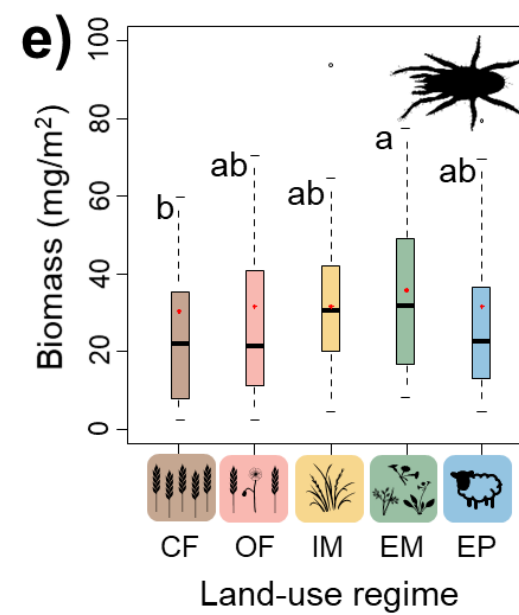 e)
Biomass (mg/m²)
100
80
60
40
20
0
b
ab
ab
a
ab
CF OF IM EM EP
Land-use regime